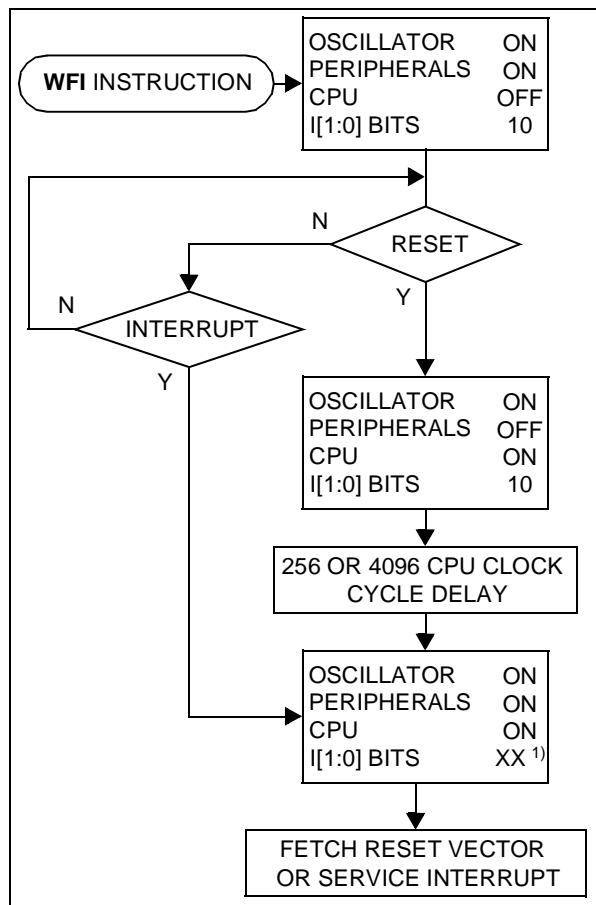 WFI INSTRUCTION
OSCILLATOR ON
PERIPHERALS ON
CPU OFF
I[1:0] BITS 10
RESET
N
Y
INTERRUPT
N
Y
OSCILLATOR ON
PERIPHERALS OFF
CPU ON
I[1:0] BITS 10
256 OR 4096 CPU CLOCK
CYCLE DELAY
OSCILLATOR ON
PERIPHERALS ON
CPU ON
I[1:0] BITS XX 1)
FETCH RESET VECTOR
OR SERVICE INTERRUPT